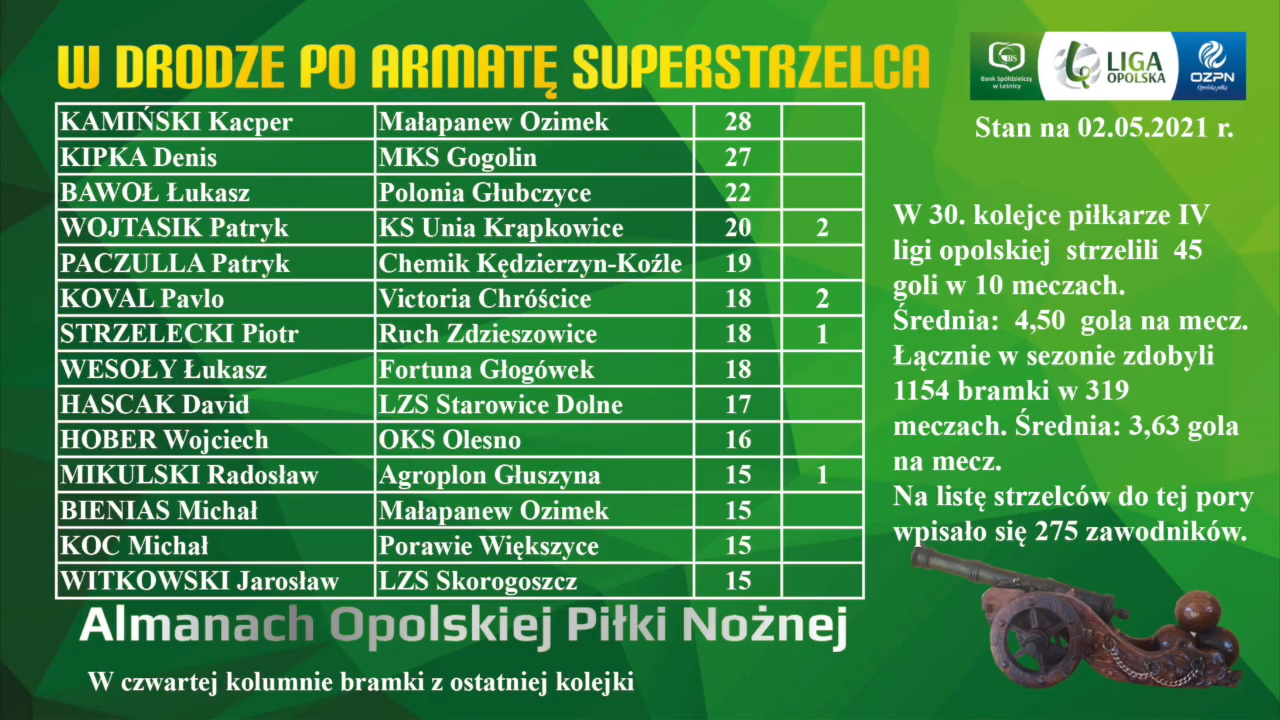 W DRODZE PO ARMATĘ SUPERSTRZELCA
BS
Bank Spółdzielczy
w Leśnicy
LIGA
OPOLSKA
OZPN
Opolska piłka
Stan na 02.05.2021 r.
KAMIŃSKI Kacper Małapanew Ozimek 28
KIPKA Denis MKS Gogolin 27
BAWOŁ Łukasz Polonia Głubczyce 22
WOJTASIK Patryk KS Unia Krapkowice 20 2
PACZULLA Patryk Chemik Kędzierzyn-Koźle 19
KOVAL Pavlo Victoria Chróścice 18 2
STRZELECKI Piotr Ruch Zdzieszowice 18 1
WESOŁY Łukasz Fortuna Głogówek 18
HASCAK David LZS Starowice Dolne 17
HOBER Wojciech OKS Olesno 16
MIKULSKI Radosław Agroplon Głuszyna 15 1
BIENIAS Michał Małapanew Ozimek 15
KOC Michał Porawie Większyce 15
WITKOWSKI Jarosław LZS Skorogoszcz 15
W 30. kolejce piłkarze IV
ligi opolskiej strzelili 45
goli w 10 meczach.
Średnia: 4,50 gola na mecz.
Łącznie w sezonie zdobyli
1154 bramki w 319
meczach. Średnia: 3,63 gola
na mecz.
Na listę strzelców do tej pory
wpisało się 275 zawodników.
Almanach Opolskiej Piłki Nożnej
W czwartej kolumnie bramki z ostatniej kolejki